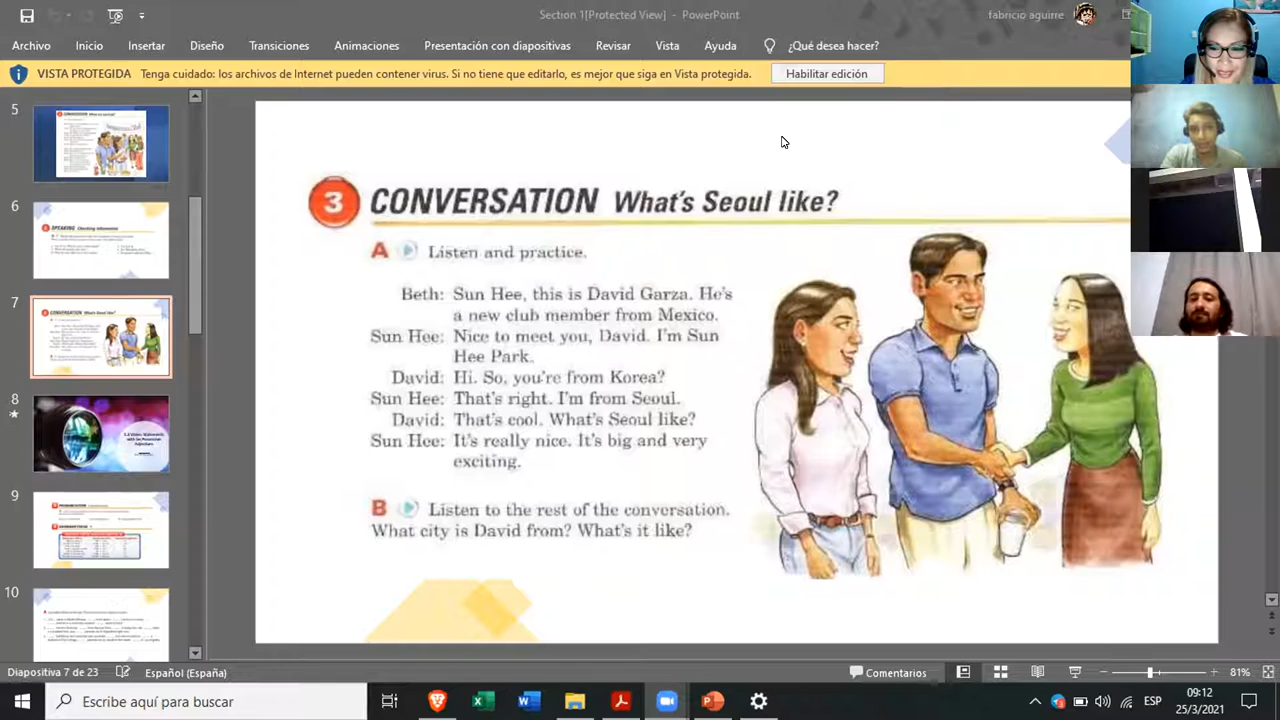 Section 1[Protected View] - PowerPoint
fabricio aguirre
Archivo Inicio Insertar Diseño Transiciones Animaciones Presentación con diapositivas Revisar Vista Ayuda ¿Qué desea hacer?
VISTA PROTEGIDA Tenga cuidado: los archivos de Internet pueden contener virus. Si no tiene que editarlo, es mejor que siga en Vista protegida. Habilitar edición
5
6
7
8
9
10
3 CONVERSATION What's Seoul like?
A Listen and practice.
Beth: Sun Hee, this is David Garza. He's
a new club member from Mexico.
Sun Hee: Nice to meet you, David. I'm Sun
Hee Park.
David: Hi. So, you're from Korea?
Sun Hee: That's right. I'm from Seoul.
David: That's cool. What's Seoul like?
Sun Hee: It's really nice. It's big and very
exciting.
B Listen to the rest of the conversation.
What city is David from? What's it like?
Diapositiva 7 de 23 Español (España) Comentarios 81%
Escribe aquí para buscar
ESP
09:12
25/3/2021